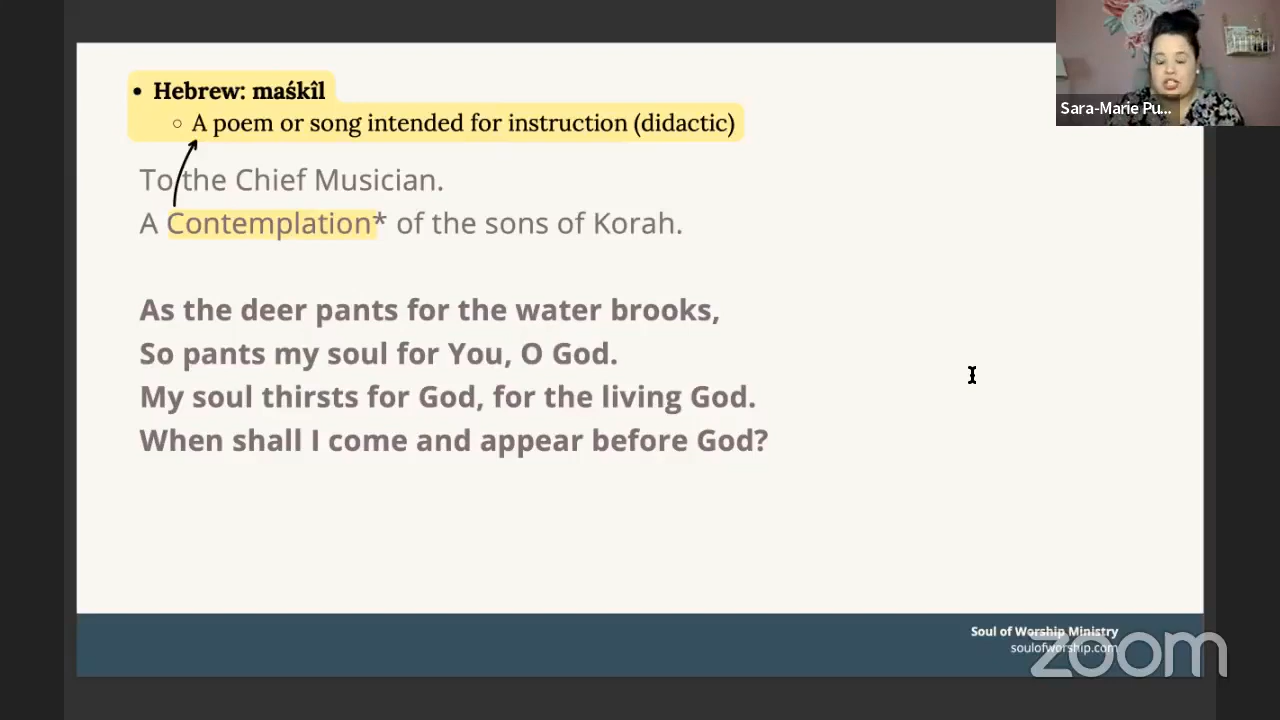 Sara-Marie Pu...
• Hebrew: maśkîl
○ A poem or song intended for instruction (didactic)
To the Chief Musician.
A Contemplation* of the sons of Korah.
As the deer pants for the water brooks,
So pants my soul for You, O God.
My soul thirsts for God, for the living God.
When shall I come and appear before God?
Soul of Worship Ministry
soulofworship.com
zoom